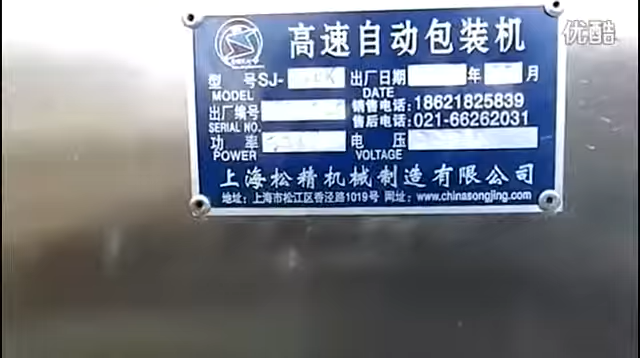 优酷
高速自动包装机
型 号SJ- 出厂日期 年 月
MODEL DATE
出厂编号 销售电话: 18621825839
SERIAL NO. 售后电话: 021-66262031
功 率 电 压
POWER VOLTAGE
上海松精机械制造有限公司
地址: 上海市松江区香泾路1019号 网址: www.chinasongjing.com